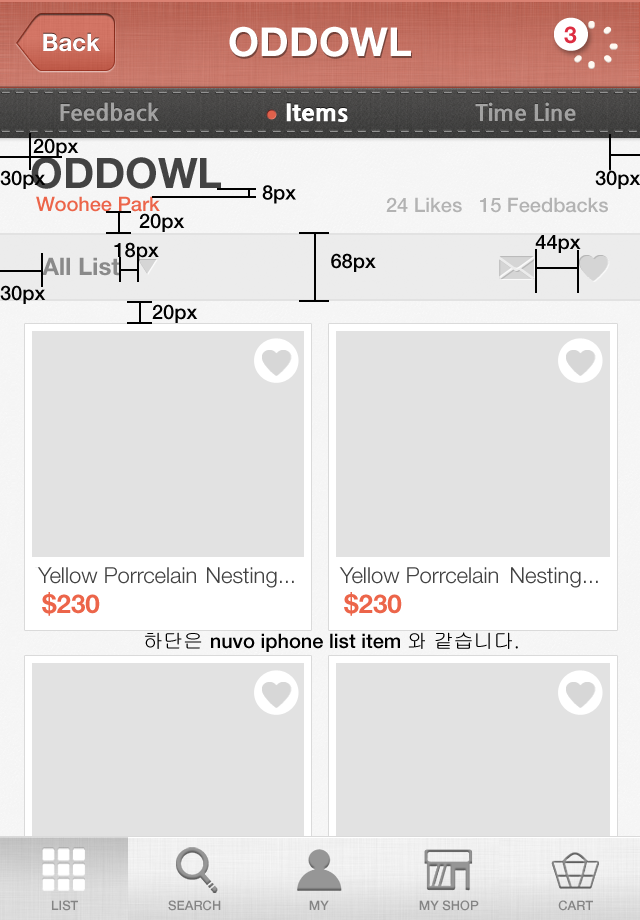 Back
ODDOWL
3
Feedback
Items
Time Line
20px
30px
ODDOWL
30px
8px
Woohee Park
24 Likes 15 Feedbacks
20px
18px
44px
All List
68px
30px
20px
Yellow Porrcelain Nesting...
$230
Yellow Porrcelain Nesting...
$230
하단은 nuvo iphone list item 와 같습니다.
LIST
SEARCH
MY
MY SHOP
CART